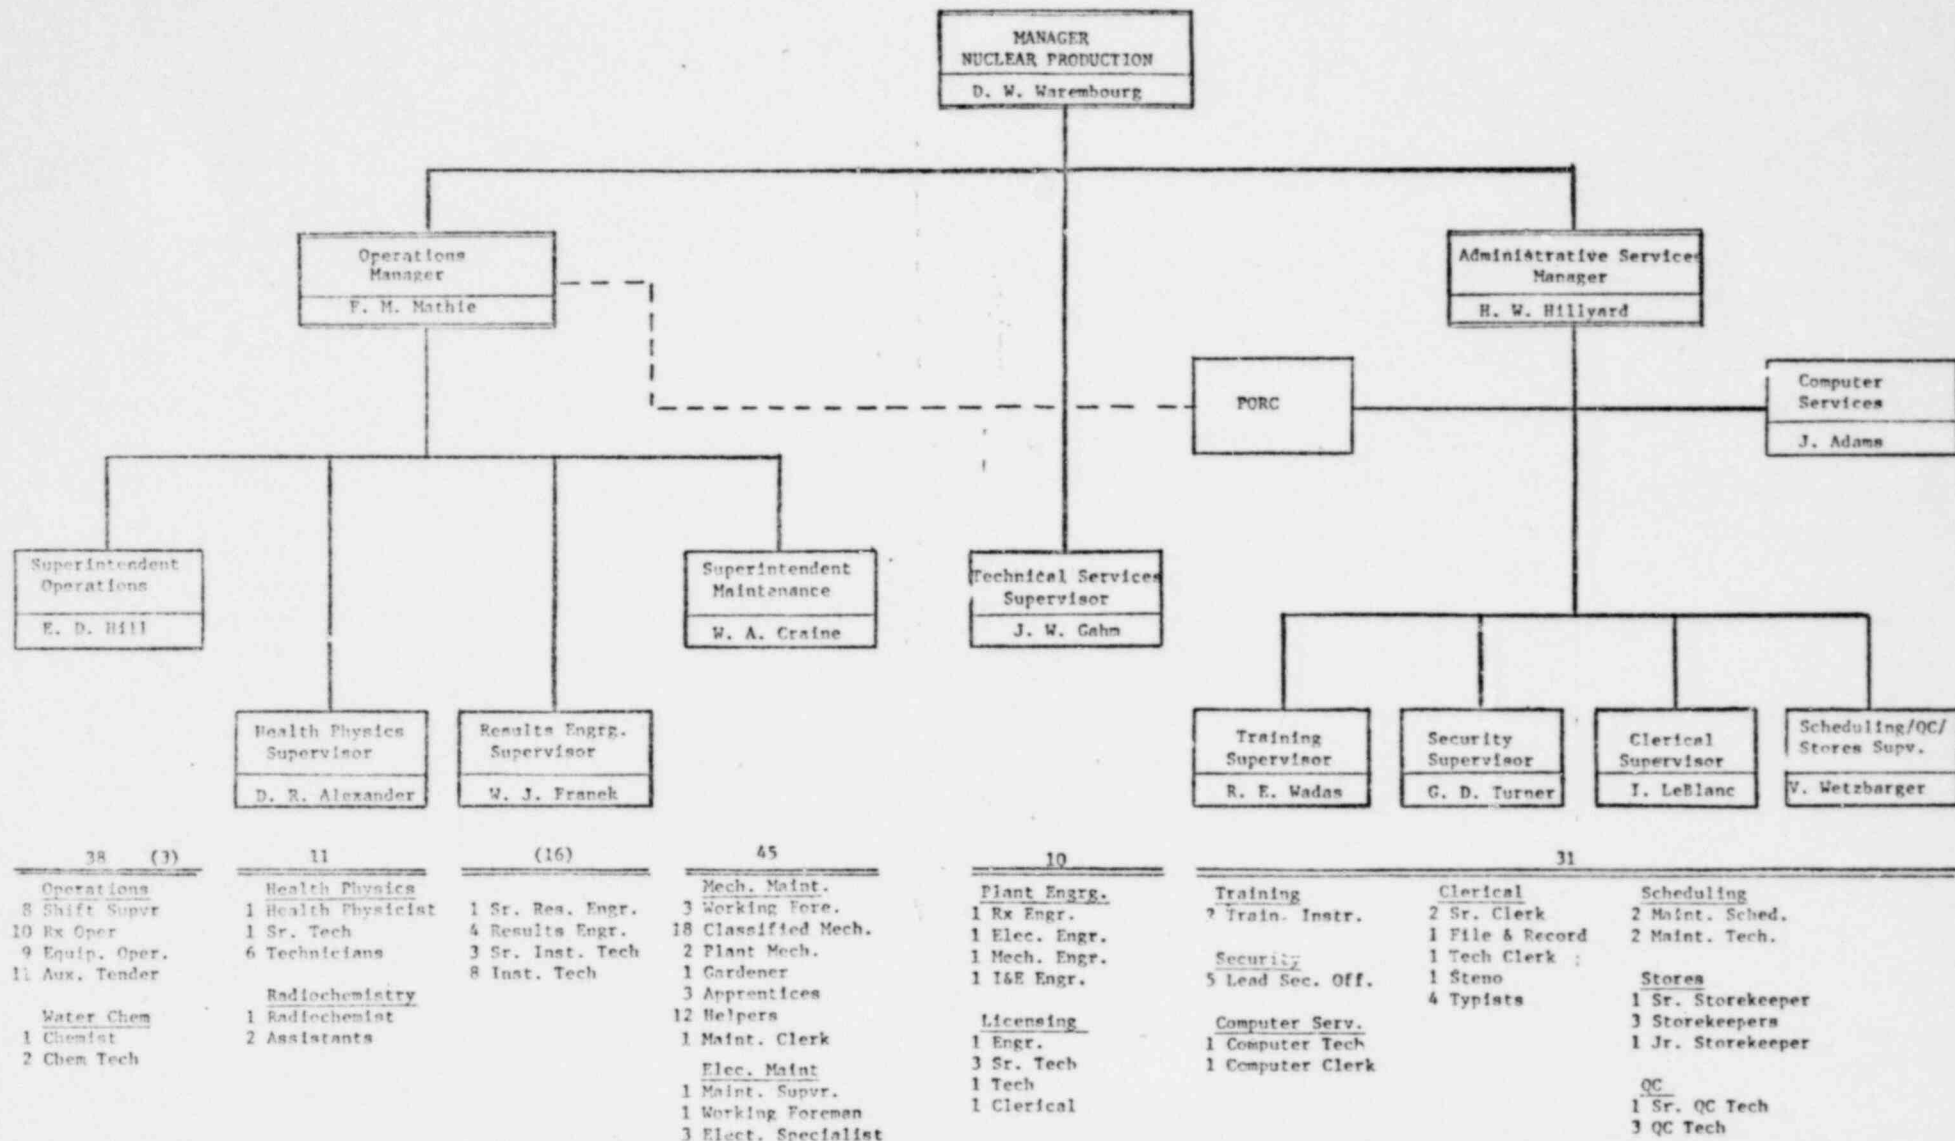 MANAGER
NUCLEAR PRODUCTION
D. W. Warembourg
Operations
Manager
F. M. Mathie
Administrative Services
Manager
H. W. Hillyard
PORC
Computer
Services
J. Adams
Superintendent
Operations
E. D. Hill
Superintendent
Maintenance
W. A. Craine
Technical Services
Supervisor
J. W. Gahm
Health Physics
Supervisor
D. R. Alexander
Results Engrg.
Supervisor
W. J. Franek
Training
Supervisor
R. E. Wadas
Security
Supervisor
G. D. Turner
Clerical
Supervisor
I. LeBlanc
Scheduling/QC/
Stores Supv.
V. Wetzbarger
38 (3)
Operations
8 Shift Supvr
10 Rx Oper
9 Equip. Oper.
11 Aux. Tender
Water Chem
1 Chemist
2 Chem Tech
11
Health Physics
1 Health Physicist
1 Sr. Tech
6 Technicians
Radiochemistry
1 Radiochemist
2 Assistants
(16)
1 Sr. Res. Engr.
4 Results Engr.
3 Sr. Inst. Tech
8 Inst. Tech
45
Mech. Maint.
3 Working Fore.
18 Classified Mech.
2 Plant Mech.
1 Gardener
3 Apprentices
12 Helpers
1 Maint. Clerk
Elec. Maint
1 Maint. Supvr.
1 Working Foreman
3 Elect. Specialist
10
Plant Engrg.
1 Rx Engr.
1 Elec. Engr.
1 Mech. Engr.
1 I&E Engr.
Licensing
1 Engr.
3 Sr. Tech
1 Tech
1 Clerical
31
Training
Train. Instr.
Security
5 Lead Sec. Off.
Computer Serv.
1 Computer Tech
1 Computer Clerk
Clerical
2 Sr. Clerk
1 File & Record
1 Tech Clerk
1 Steno
4 Typists
Scheduling
2 Maint. Sched.
2 Maint. Tech.
Stores
1 Sr. Storekeeper
3 Storekeepers
1 Jr. Storekeeper
QC
1 Sr. QC Tech
3 QC Tech